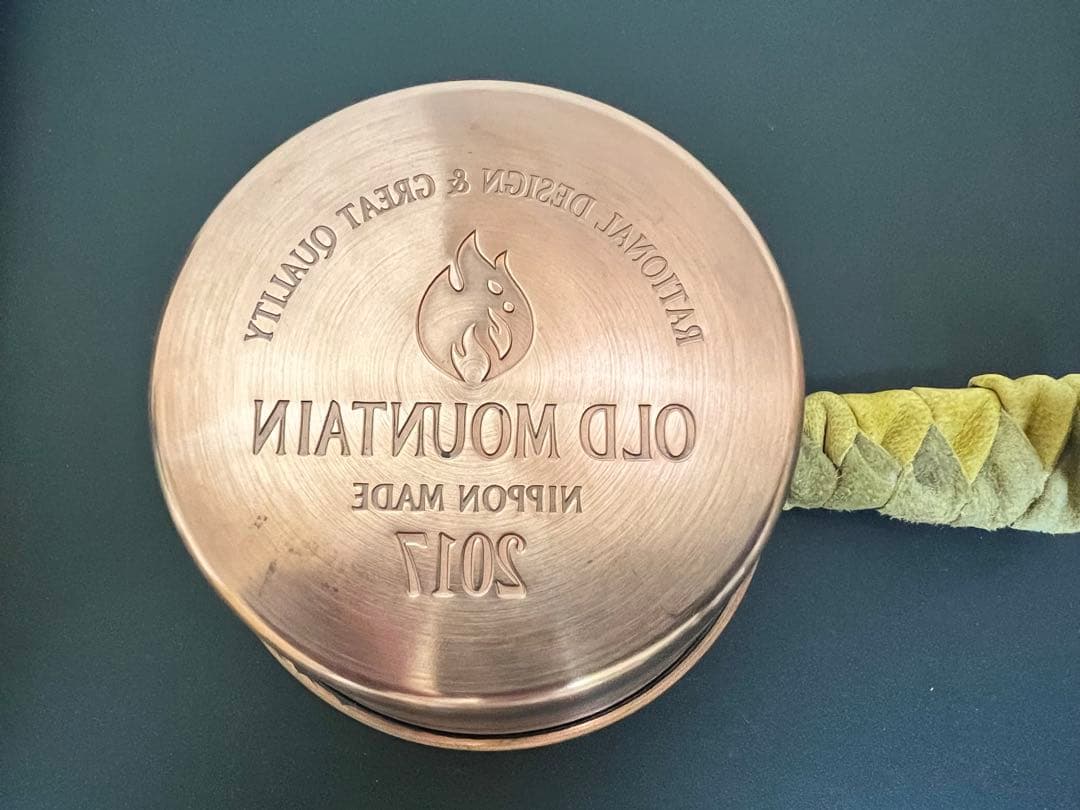 RATIONAL DESIGN & GREAT QUALITY
OLD MOUNTAIN
NIPPON MADE
2017